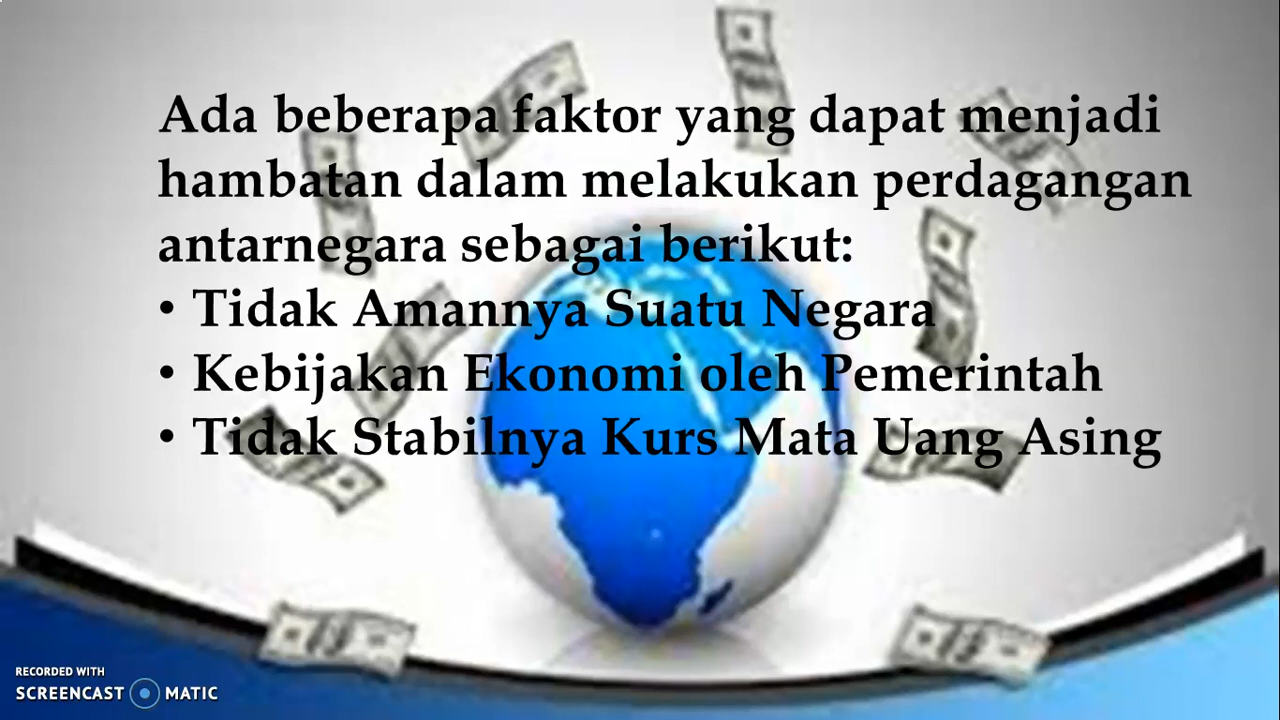 Ada beberapa faktor yang dapat menjadi
hambatan dalam melakukan perdagangan
antarnegara sebagai berikut:
• Tidak Amannya Suatu Negara
• Kebijakan Ekonomi oleh Pemerintah
• Tidak Stabilnya Kurs Mata Uang Asing
RECORDED WITH
SCREENCAST MATIC